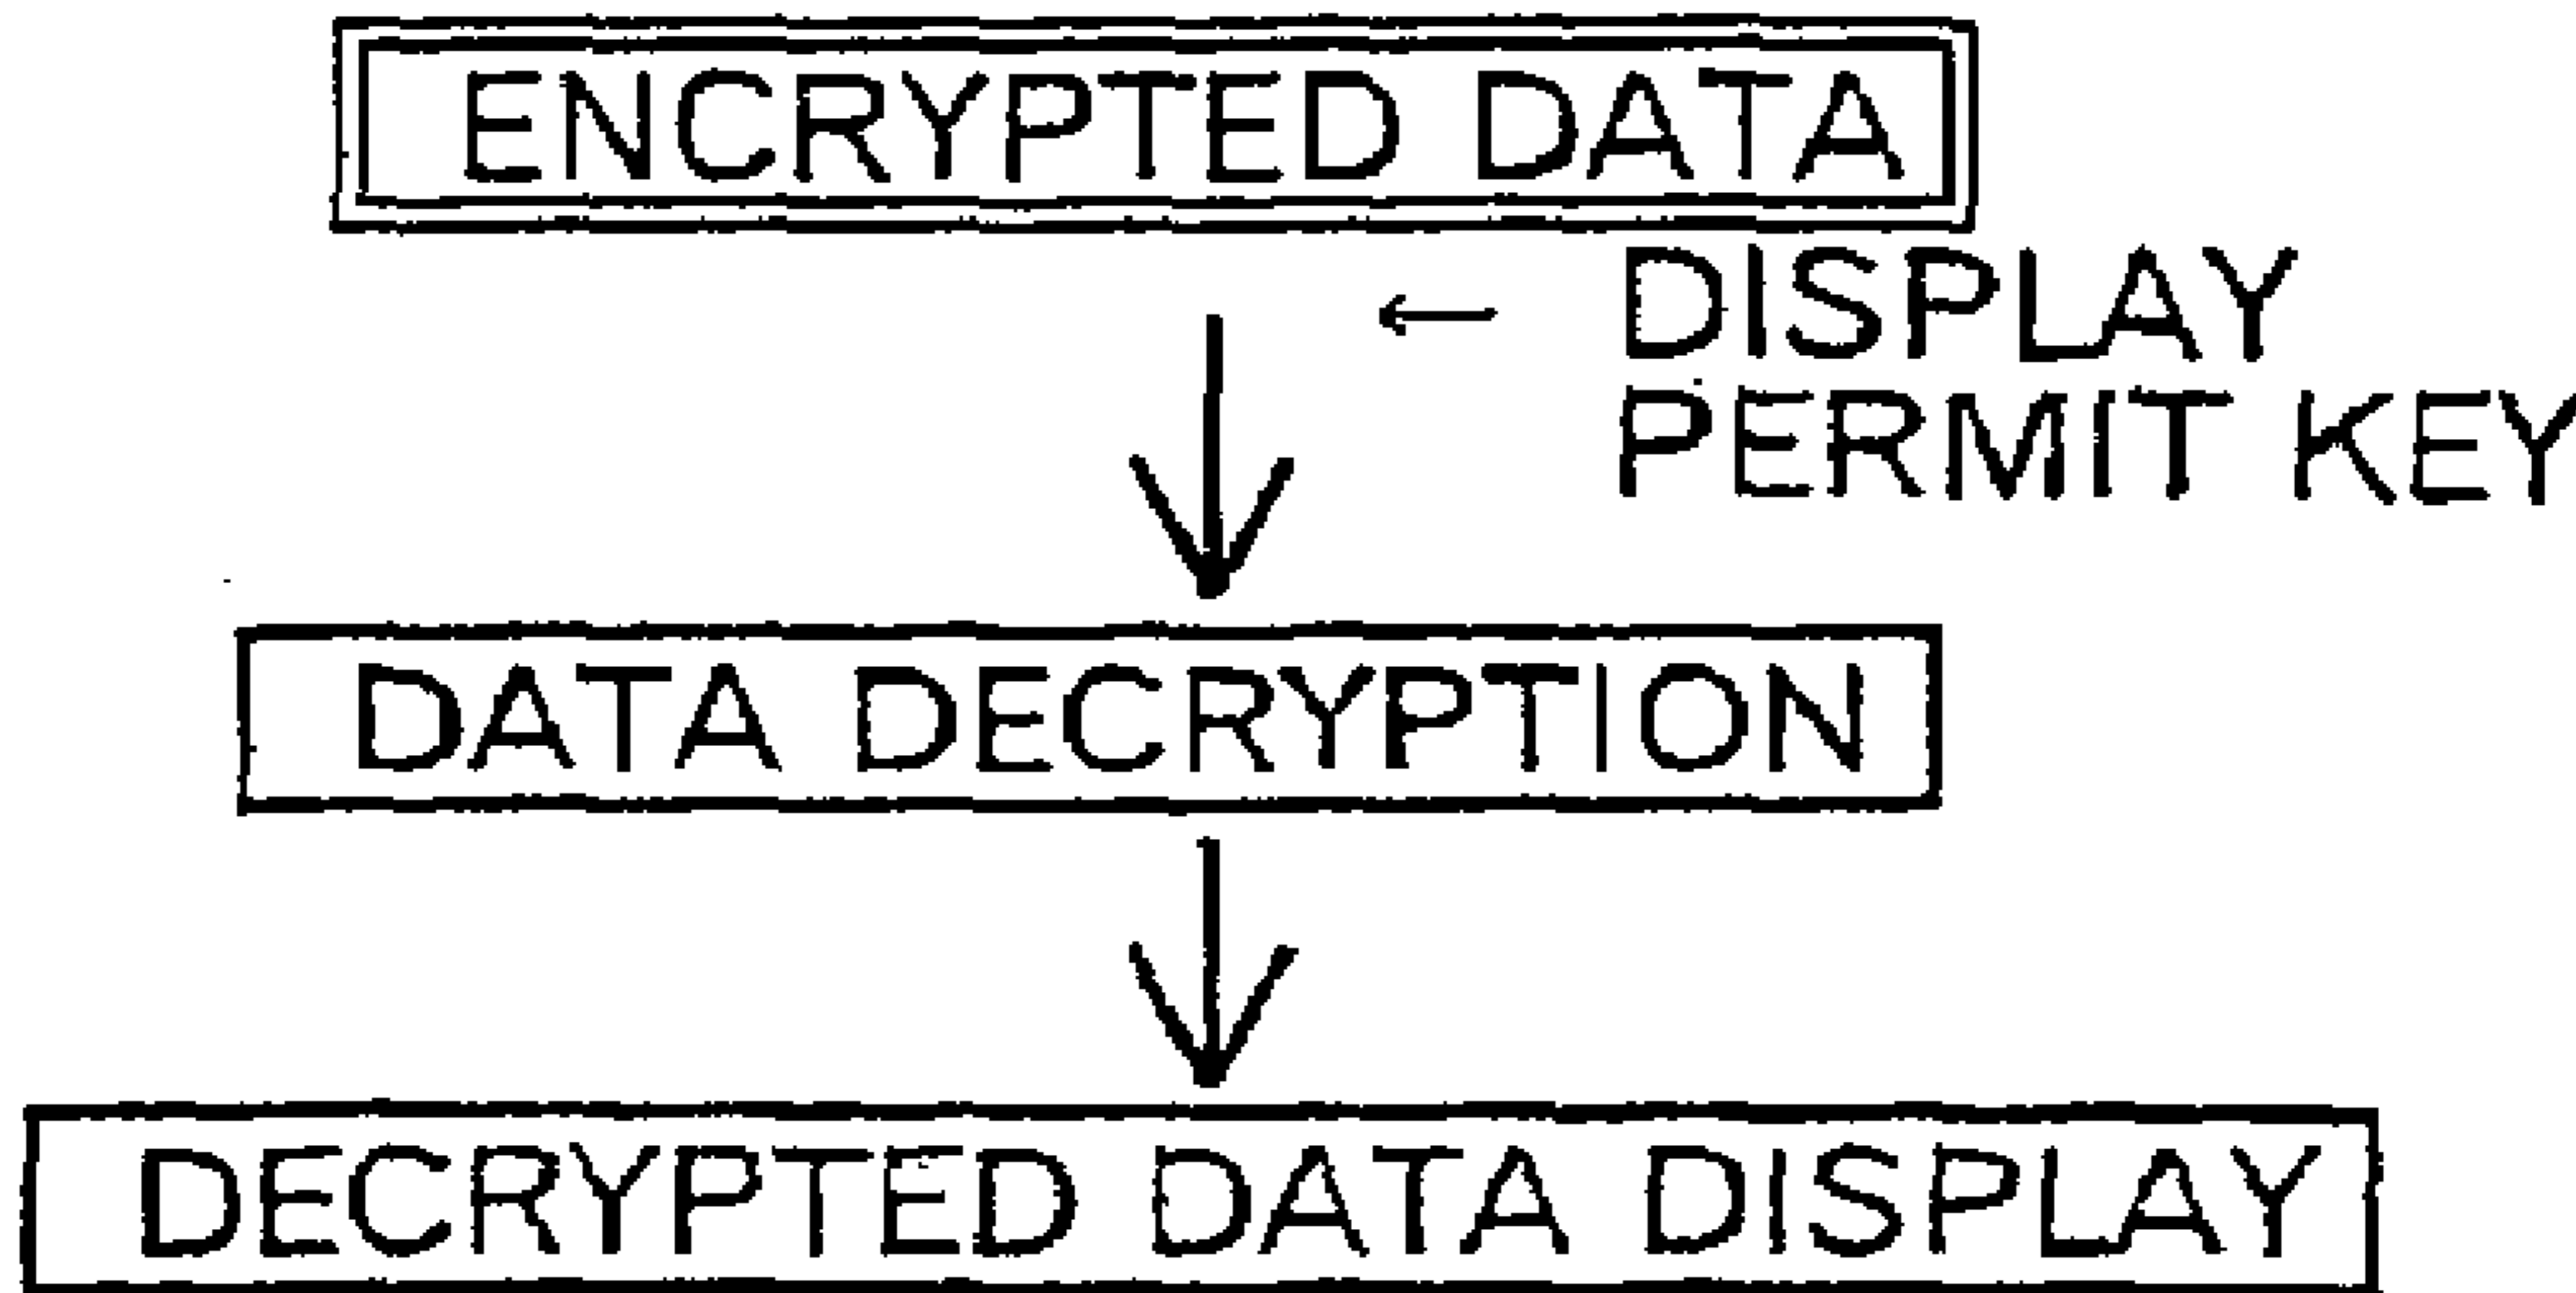 ENCRYPTED DATA
← DISPLAY
PERMIT KEY
DATA DECRYPTION
DECRYPTED DATA DISPLAY